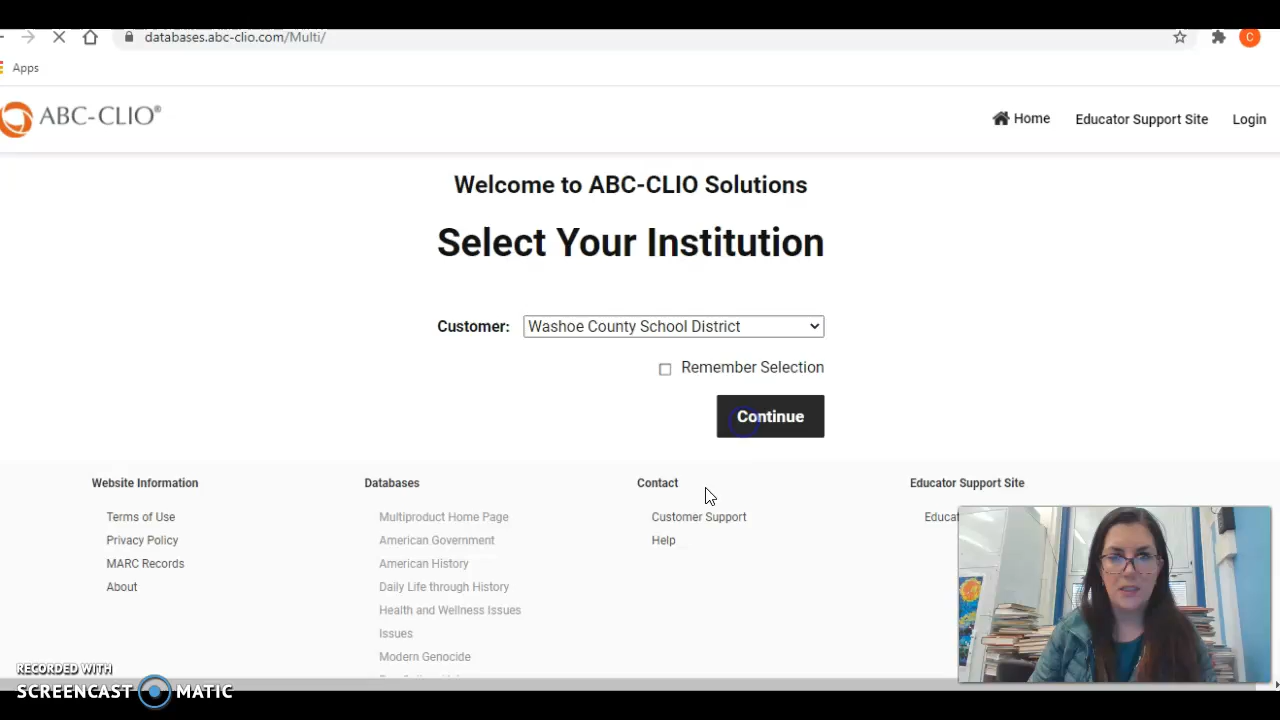 databases.abc-clio.com/Multi/
C
Apps
ABC-CLIO®
Home
Educator Support Site
Login
Welcome to ABC-CLIO Solutions
Select Your Institution
Customer:
Washoe County School District
Remember Selection
Continue
Website Information
Terms of Use
Privacy Policy
MARC Records
About
Databases
Multiproduct Home Page
American Government
American History
Daily Life through History
Health and Wellness Issues
Issues
Modern Genocide
Contact
Customer Support
Help
Educator Support Site
RECORDED WITH
SCREENCAST MATIC